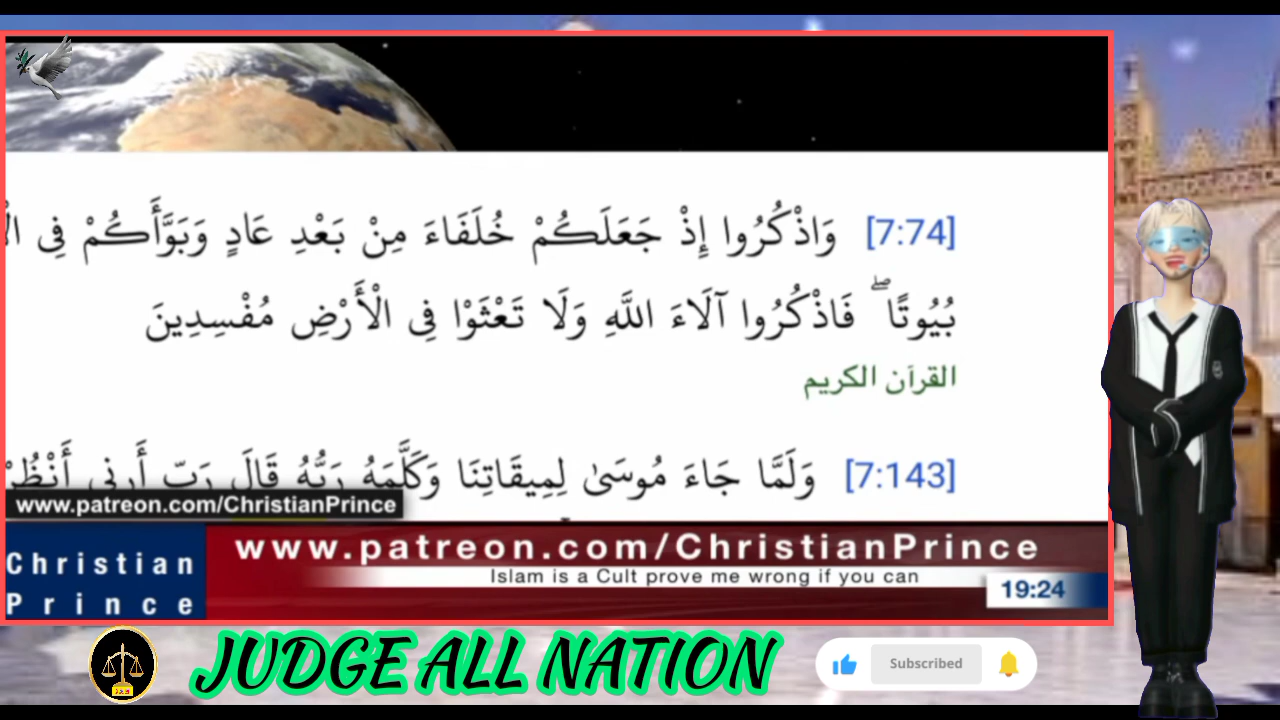 [7:74] وَاذْكُرُوا إِذْ جَعَلَكُمْ خُلَفَاءَ مِنْ بَعْدِ عَادٍ وَبَوَّأَكُمْ فِي
بُيُوتًا ۖ فَاذْكُرُوا آلَاءَ اللَّهِ وَلَا تَعْثَوْا فِي الْأَرْضِ مُفْسِدِينَ
القرآن الكريم
[7:143] وَلَمَّا جَاءَ مُوسَىٰ لِمِيقَاتِنَا وَكَلَّمَهُ رَبُّهُ قَالَ رَبِّ أَرِنِي أَنْظُرْ
www.patreon.com/ChristianPrince
www.patreon.com/ChristianPrince
Islam is a Cult prove me wrong if you can
Christian
Prince
19:24
JUDGE ALL NATION
Subscribed